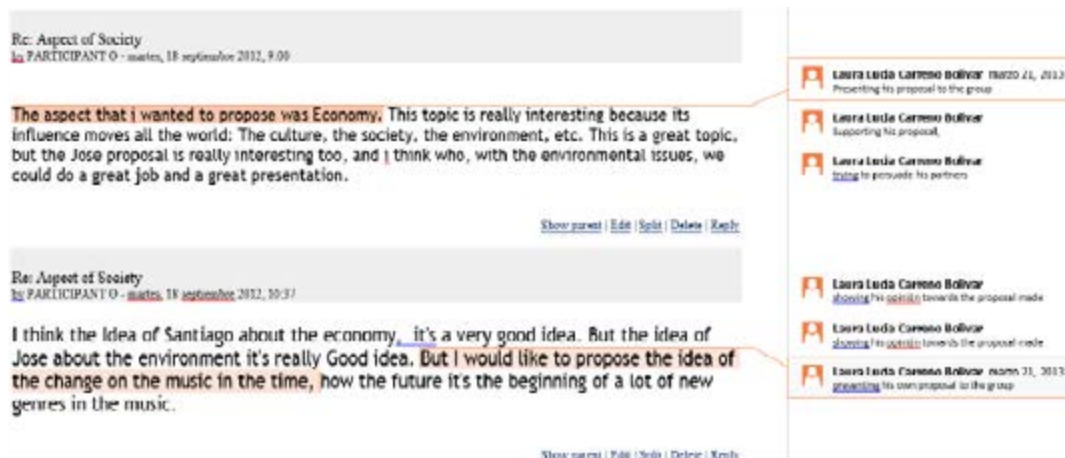 Re: Aspect of Society
by PARTICIPANT O - martes, 18 septiembre 2012, 9:00
The aspect that i wanted to propose was Economy. This topic is really interesting because its
influence moves all the world: The culture, the society, the environment, etc. This is a great topic,
but the Jose proposal is really interesting too, and i think who, with the environmental issues, we
could do a great job and a great presentation.
Show parent | Edit | Split | Delete | Reply
Re: Aspect of Society
by PARTICIPANT O - martes, 18 septiembre 2012, 10:37
I think the Idea of Santiago about the economy, it's a very good idea. But the idea of
Jose about the environment it's really Good idea. But I would like to propose the idea of
the change on the music in the time, how the future it's the beginning of a lot of new
genres in the music.
Show parent | Edit | Split | Delete | Reply
Laura Lucia Carreno Bolivar marzo 21, 2013
Presenting his proposal to the group
Laura Lucia Carreno Bolivar
Supporting his proposal,
Laura Lucia Carreno Bolivar
trying to persuade his partners
Laura Lucia Carreno Bolivar
showing his opinión towards the proposal made
Laura Lucia Carreno Bolivar
showing his opinión towards the proposal made
Laura Lucia Carreno Bolivar marzo 21, 2013
presenting his own proposal to the group